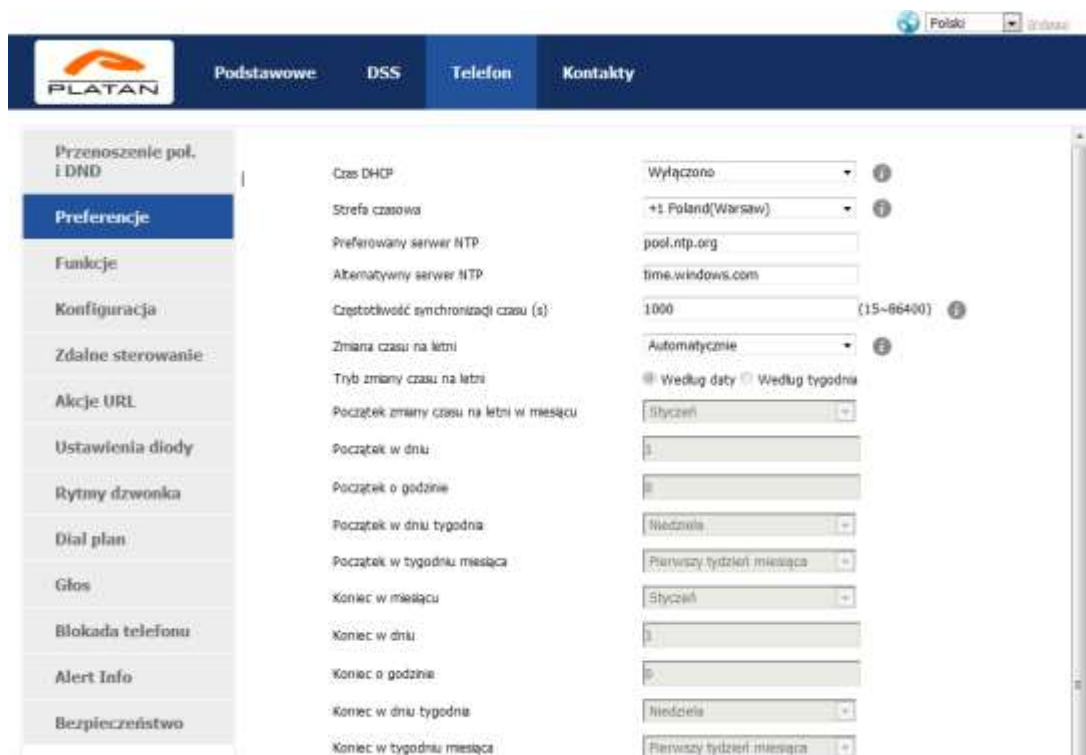 Polski
PLATAN
Podstawowe DSS Telefon Kontakty
Przenoszenie poł.
i DND
Preferencje
Funkcje
Konfiguracja
Zdalne sterowanie
Akcje URL
Ustawienia diody
Rytmy dzwonka
Dial plan
Głos
Blokada telefonu
Alert Info
Bezpieczeństwo
Czas DHCP Wyłączono
Strefa czasowa +1 Poland(Warsaw)
Preferowany serwer NTP pool.ntp.org
Alternatywny serwer NTP time.windows.com
Częstotliwość synchronizacji czasu (s) 1000 (15~86400)
Zmiana czasu na letni Automatycznie
Tryb zmiany czasu na letni Według daty Według tygodnia
Początek zmiany czasu na letni w miesiącu Styczeń
Początek w dniu 1
Początek o godzinie 0
Początek w dniu tygodnia Niedziela
Początek w tygodniu miesiąca Pierwszy tydzień miesiąca
Koniec w miesiącu Styczeń
Koniec w dniu 1
Koniec o godzinie 0
Koniec w dniu tygodnia Niedziela
Koniec w tygodniu miesiąca Pierwszy tydzień miesiąca